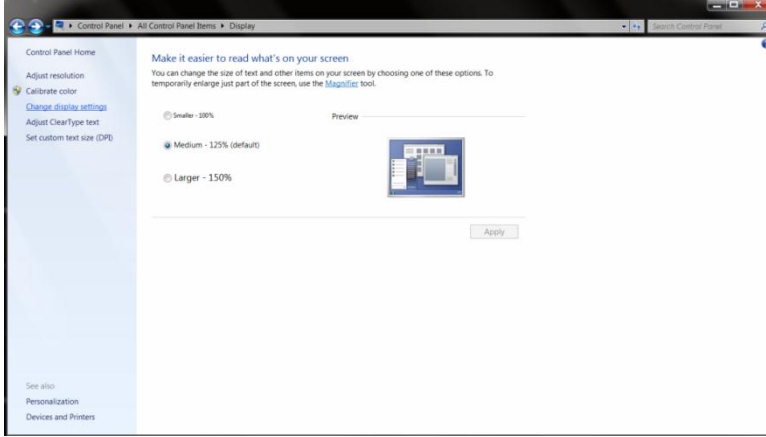 Control Panel ▸ All Control Panel Items ▸ Display
Search Control Panel
Control Panel Home
Adjust resolution
Calibrate color
Change display settings
Adjust ClearType text
Set custom text size (DPI)
See also
Personalization
Devices and Printers
Make it easier to read what's on your screen
You can change the size of text and other items on your screen by choosing one of these options. To
temporarily enlarge just part of the screen, use the Magnifier tool.
Smaller - 100%
Preview
Medium - 125% (default)
Larger - 150%
Apply